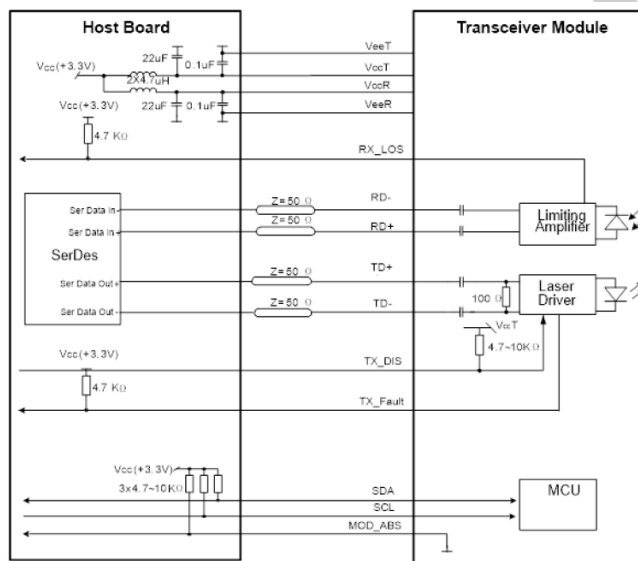 Host Board
Transceiver Module
VeeT
22uF
0.1uF
Vcc(+3.3V)
VccT
2X4.7uH
VccR
Vcc(+3.3V)
22uF
0.1uF
VeeR
4.7 KΩ
RX_LOS
Z= 50 Ω
RD-
Ser Data In -
Z= 50 Ω
Limiting
Amplifier
Ser Data In +
RD+
SerDes
Z= 50 Ω
TD+
Ser Data Out +
Laser
Driver
100 Ω
Z= 50 Ω
TD-
Ser Data Out -
VccT
4.7~10KΩ
Vcc(+3.3V)
TX_DIS
4.7 KΩ
TX_Fault
Vcc(+3.3V)
3x4.7~10KΩ
SDA
MCU
SCL
MOD_ABS